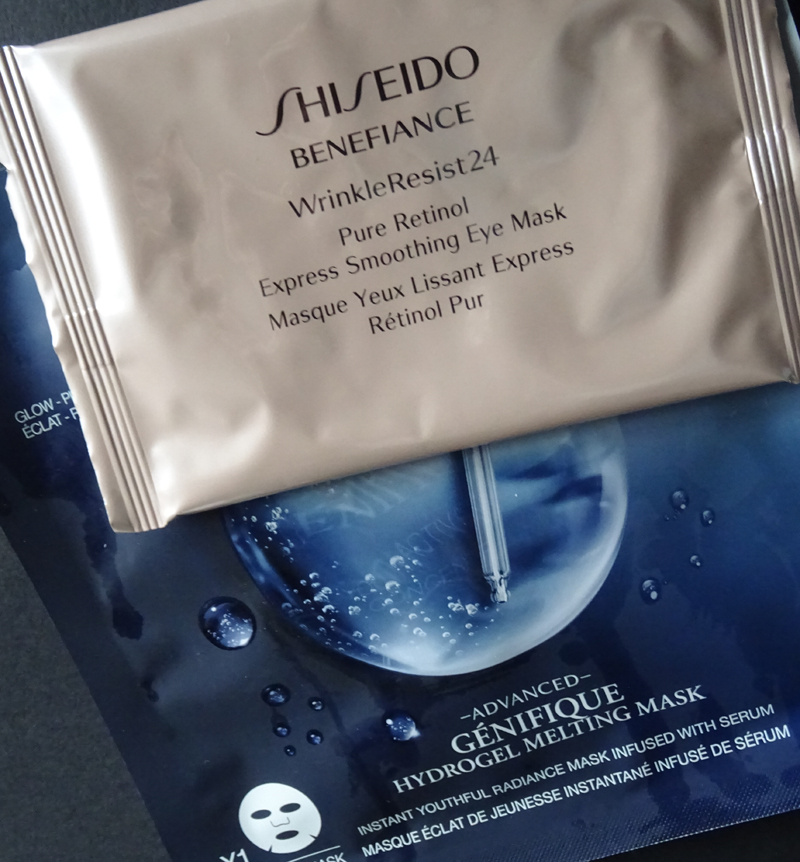 SHISEIDO
BENEFIANCE
WrinkleResist24
Pure Retinol
Express Smoothing Eye Mask
Masque Yeux Lissant Express
Rétinol Pur
GLOW - P
ÉCLAT - P
–ADVANCED–
GÉNIFIQUE
HYDROGEL MELTING MASK
INSTANT YOUTHFUL RADIANCE MASK INFUSED WITH SERUM
MASQUE ÉCLAT DE JEUNESSE INSTANTANÉ INFUSÉ DE SÉRUM
X1
MASK